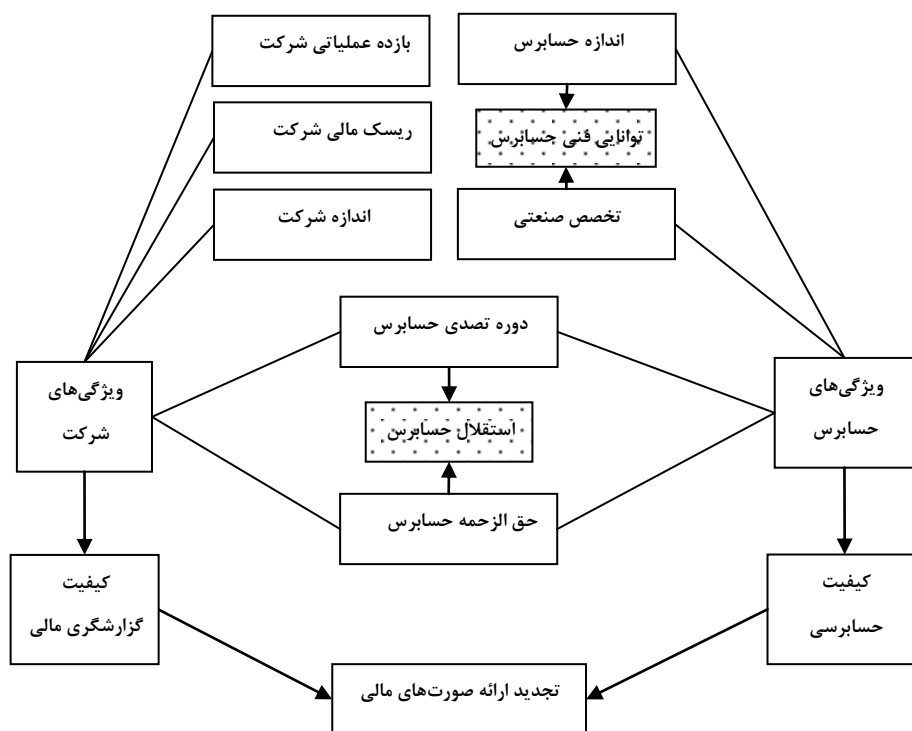 اندازه حسابرس
بازده عملیاتی شرکت
توانایی فنی حسابرس
ریسک مالی شرکت
تخصص صنعتی
اندازه شرکت
دوره تصدی حسابرس
ویژگی‌های
حسابرس
ویژگی‌های
شرکت
استقلال حسابرس
حق الزحمه حسابرس
کیفیت
حسابرسی
کیفیت
گزارشگری مالی
تجدید ارائه صورت‌های مالی